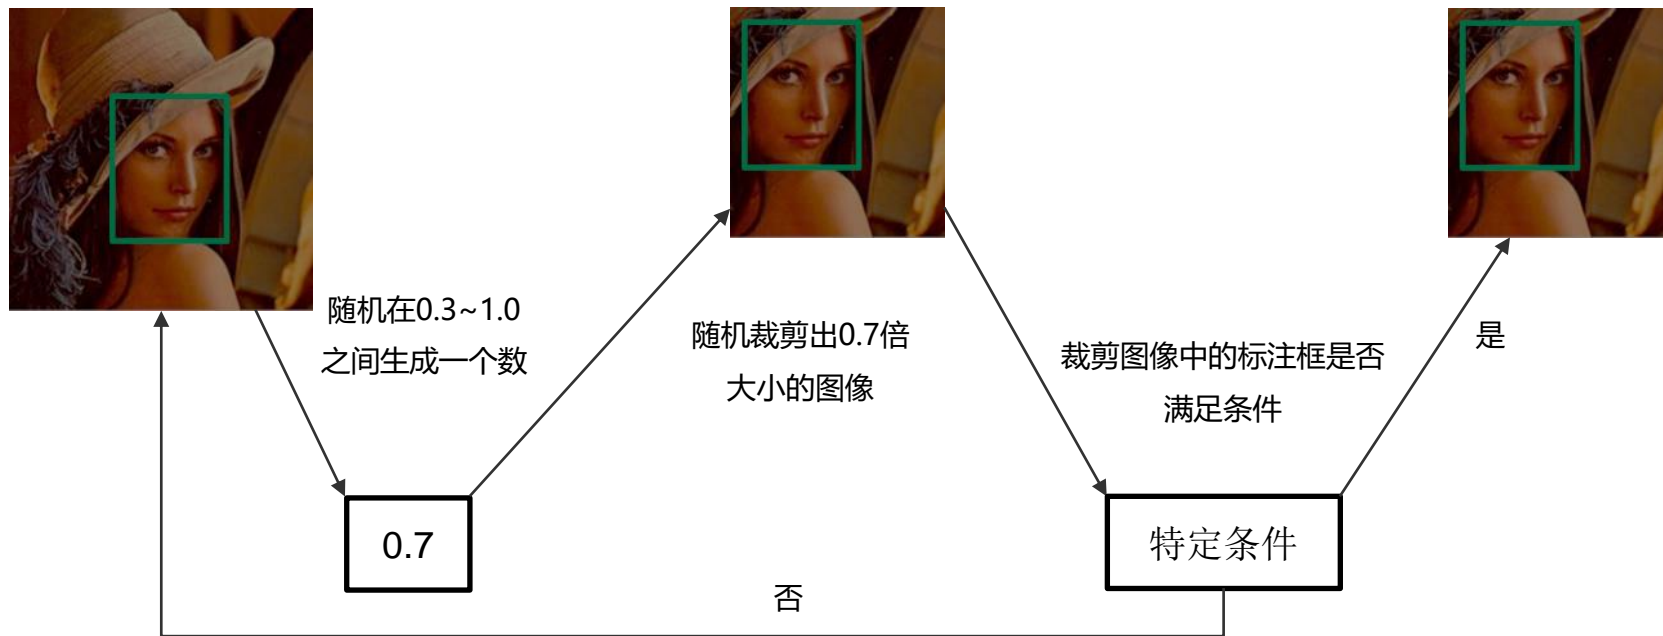 随机在0.3~1.0
之间生成一个数
随机裁剪出0.7倍
大小的图像
裁剪图像中的标注框是否
满足条件
是
0.7
特定条件
否